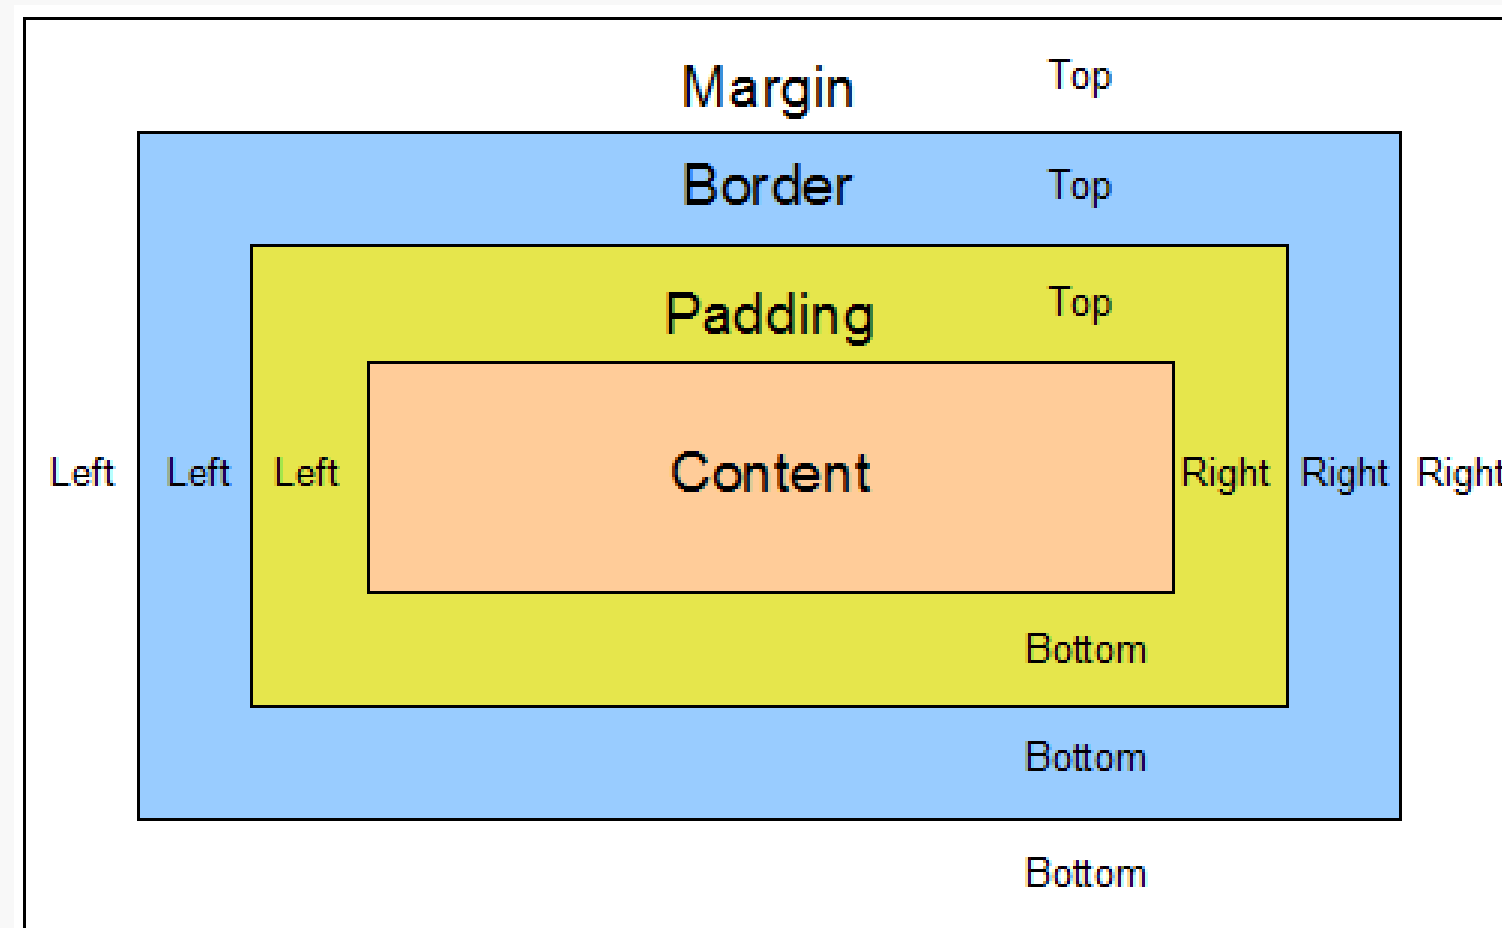 Margin Top
Border Top
Padding Top
Left Left Left Content Right Right Right
Bottom
Bottom
Bottom